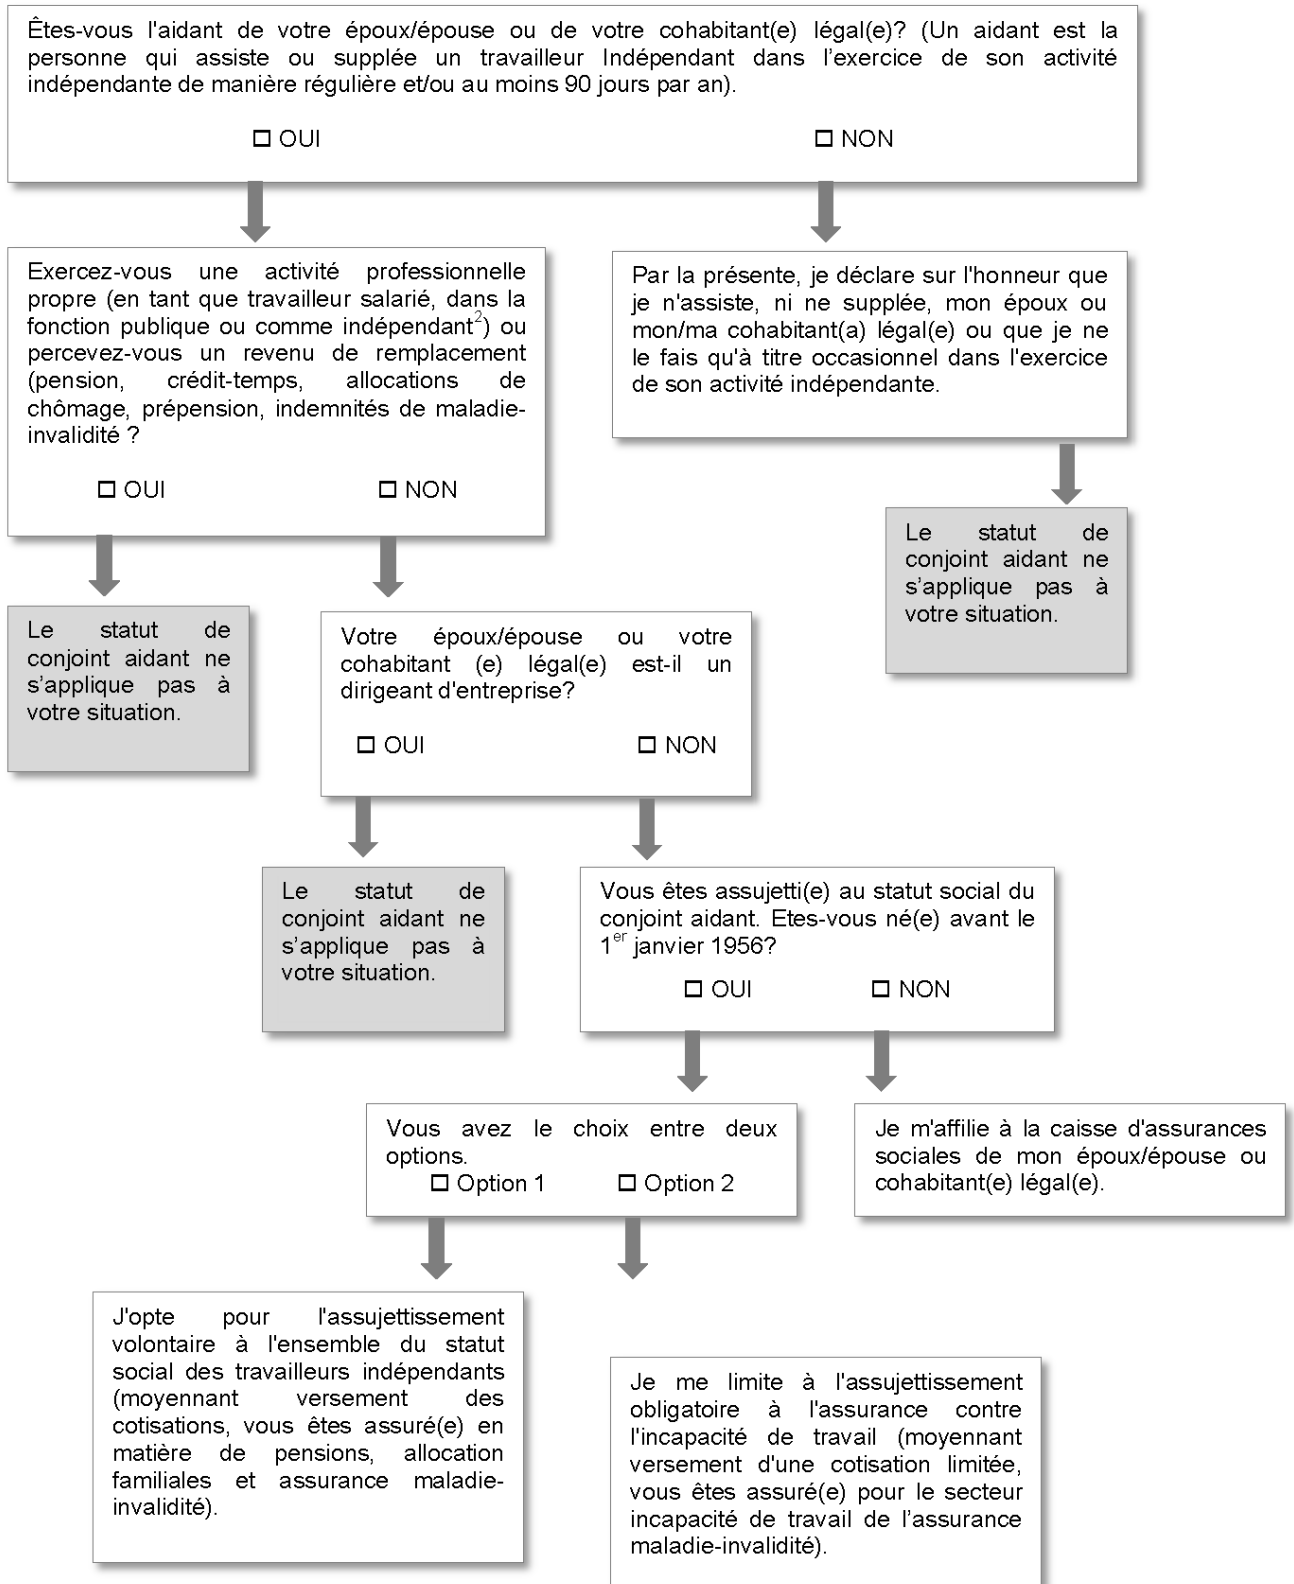 Êtes-vous l'aidant de votre époux/épouse ou de votre cohabitant(e) légal(e)? (Un aidant est la
personne qui assiste ou supplée un travailleur Indépendant dans l'exercice de son activité
indépendante de manière régulière et/ou au moins 90 jours par an).
☐ OUI ☐ NON
Exercez-vous une activité professionnelle
propre (en tant que travailleur salarié, dans la
fonction publique ou comme indépendant²) ou
percevez-vous un revenu de remplacement
(pension, crédit-temps, allocations de
chômage, prépension, indemnités de maladie-
invalidité ?
☐ OUI ☐ NON
Par la présente, je déclare sur l'honneur que
je n'assiste, ni ne supplée, mon époux ou
mon/ma cohabitant(a) légal(e) ou que je ne
le fais qu'à titre occasionnel dans l'exercice
de son activité indépendante.
Le statut de
conjoint aidant ne
s'applique pas à
votre situation.
Le statut de
conjoint aidant ne
s'applique pas à
votre situation.
Votre époux/épouse ou votre
cohabitant (e) légal(e) est-il un
dirigeant d'entreprise?
☐ OUI ☐ NON
Le statut de
conjoint aidant ne
s'applique pas à
votre situation.
Vous êtes assujetti(e) au statut social du
conjoint aidant. Etes-vous né(e) avant le
1er janvier 1956?
☐ OUI ☐ NON
Vous avez le choix entre deux
options.
☐ Option 1 ☐ Option 2
Je m'affilie à la caisse d'assurances
sociales de mon époux/épouse ou
cohabitant(e) légal(e).
J'opte pour l'assujettissement
volontaire à l'ensemble du statut
social des travailleurs indépendants
(moyennant versement des
cotisations, vous êtes assuré(e) en
matière de pensions, allocation
familiales et assurance maladie-
invalidité).
Je me limite à l'assujettissement
obligatoire à l'assurance contre
l'incapacité de travail (moyennant
versement d'une cotisation limitée,
vous êtes assuré(e) pour le secteur
incapacité de travail de l'assurance
maladie-invalidité).